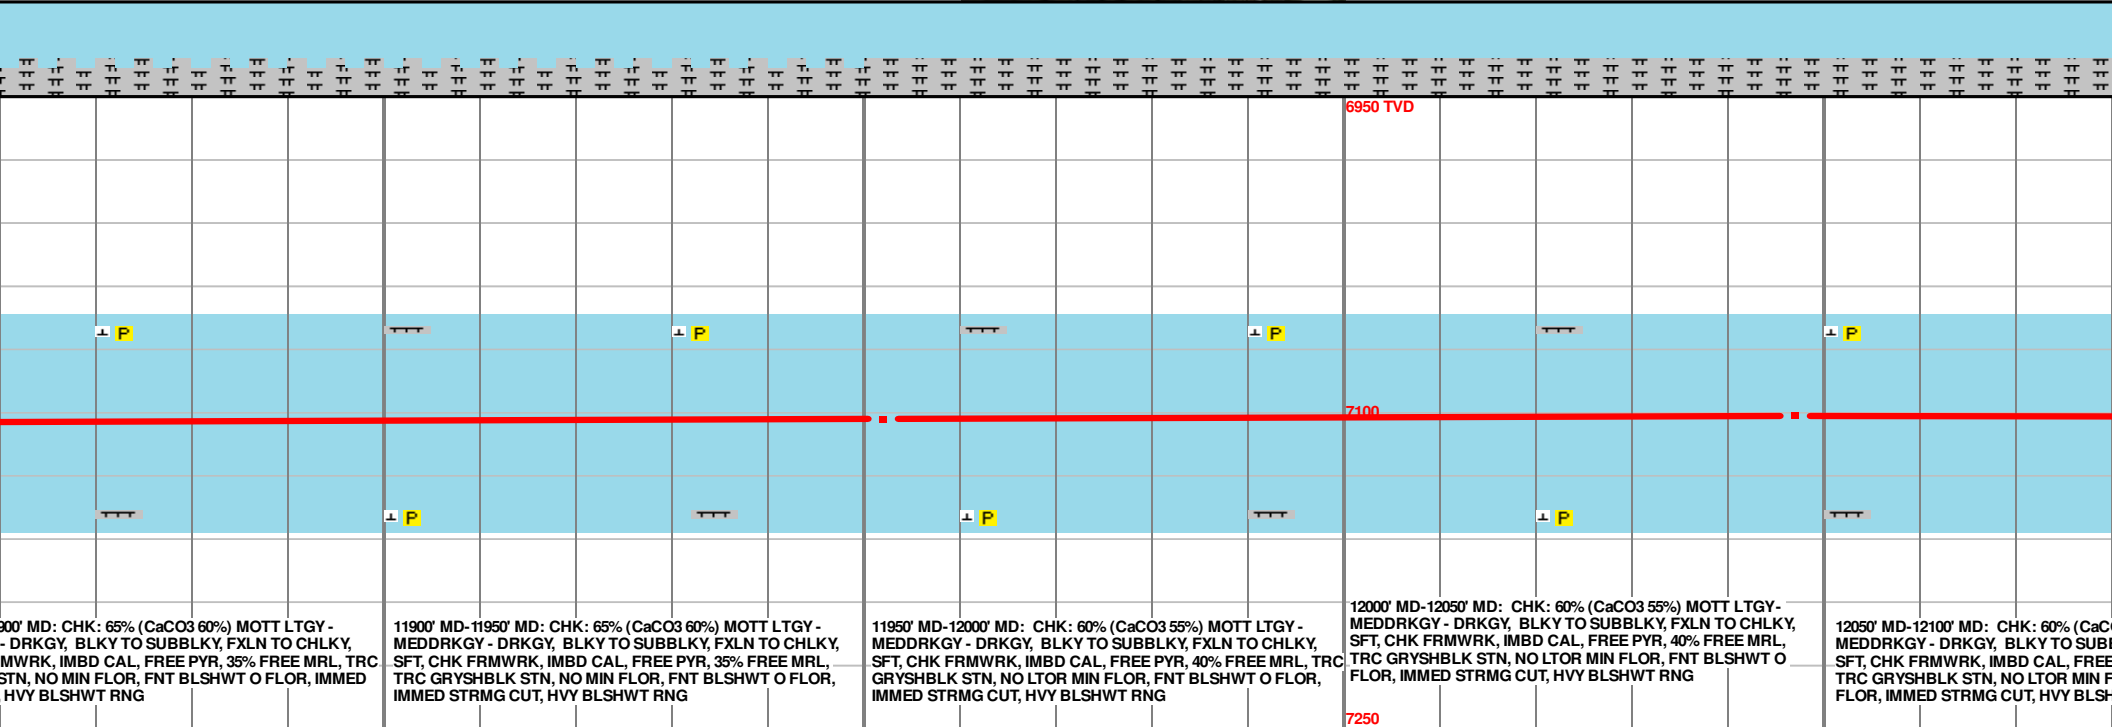 6950 TVD
P
P
P
P
7100
P
P
P
900' MD: CHK: 65% (CaCO3 60%) MOTT LTGY -
- DRKGY, BLKY TO SUBBLKY, FXLN TO CHLKY,
MWRK, IMBD CAL, FREE PYR, 35% FREE MRL, TRC
STN, NO MIN FLOR, FNT BLSHWT O FLOR, IMMED
, HVY BLSHWT RNG
11900' MD-11950' MD: CHK: 65% (CaCO3 60%) MOTT LTGY -
MEDDRKGY - DRKGY, BLKY TO SUBBLKY, FXLN TO CHLKY,
SFT, CHK FRMWRK, IMBD CAL, FREE PYR, 35% FREE MRL,
TRC GRYSHBLK STN, NO MIN FLOR, FNT BLSHWT O FLOR,
IMMED STRMG CUT, HVY BLSHWT RNG
11950' MD-12000' MD: CHK: 60% (CaCO3 55%) MOTT LTGY -
MEDDRKGY - DRKGY, BLKY TO SUBBLKY, FXLN TO CHLKY,
SFT, CHK FRMWRK, IMBD CAL, FREE PYR, 40% FREE MRL, TRC
GRYSHBLK STN, NO LTOR MIN FLOR, FNT BLSHWT O FLOR,
IMMED STRMG CUT, HVY BLSHWT RNG
12000' MD-12050' MD: CHK: 60% (CaCO3 55%) MOTT LTGY-
MEDDRKGY - DRKGY, BLKY TO SUBBLKY, FXLN TO CHLKY,
SFT, CHK FRMWRK, IMBD CAL, FREE PYR, 40% FREE MRL,
TRC GRYSHBLK STN, NO LTOR MIN FLOR, FNT BLSHWT O
FLOR, IMMED STRMG CUT, HVY BLSHWT RNG
12050' MD-12100' MD: CHK: 60% (CaC
MEDDRKGY - DRKGY, BLKY TO SUBB
SFT, CHK FRMWRK, IMBD CAL, FREE
TRC GRYSHBLK STN, NO LTOR MIN F
FLOR, IMMED STRMG CUT, HVY BLSH
7250